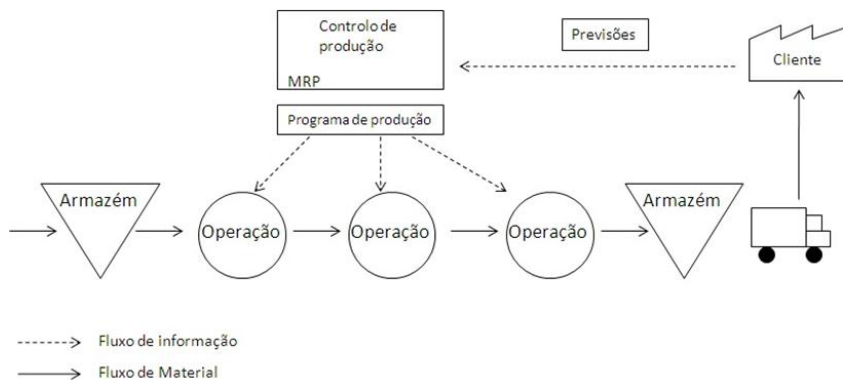 Controlo de
produção
MRP
Previsões
Cliente
Programa de produção
Armazém
Operação
Operação
Operação
Armazém
Fluxo de informação
Fluxo de Material